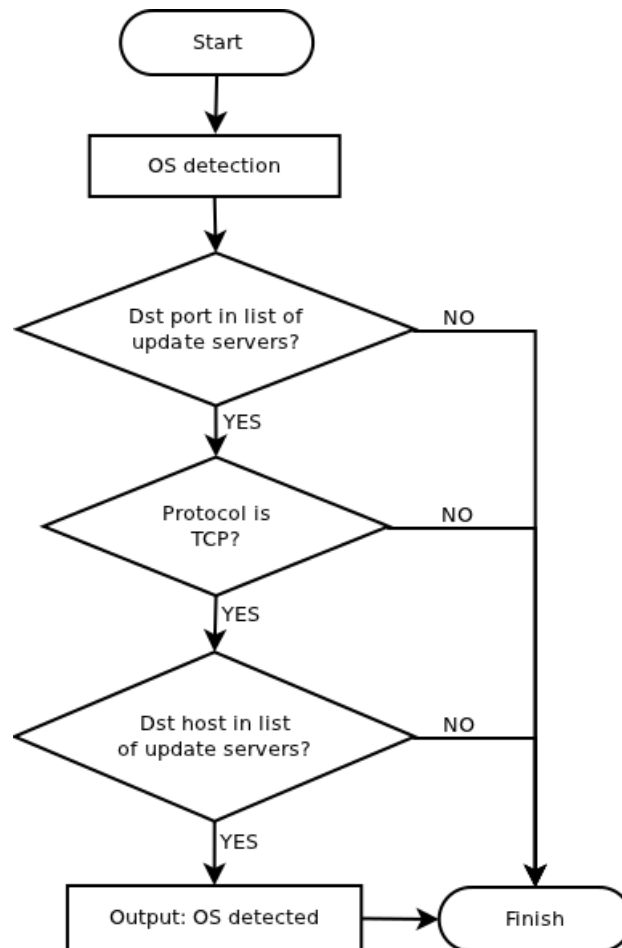 Start
OS detection
Dst port in list of
update servers?
NO
YES
Protocol is
TCP?
NO
YES
Dst host in list
of update servers?
NO
YES
Output: OS detected
Finish